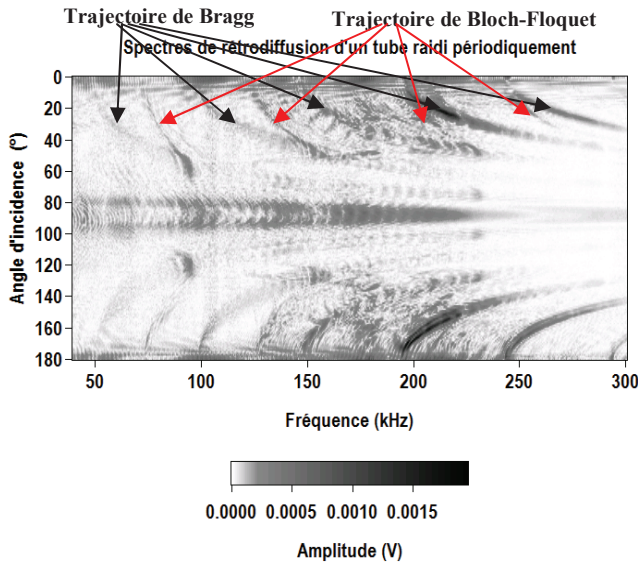 Trajectoire de Bragg
Trajectoire de Bloch-Floquet
Spectres de rétrodiffusion d'un tube raidi périodiquement
0
20
40
60
80
100
120
140
160
180
Angle d'incidence (°)
50 100 150 200 250 300
Fréquence (kHz)
0.0000 0.0005 0.0010 0.0015
Amplitude (V)